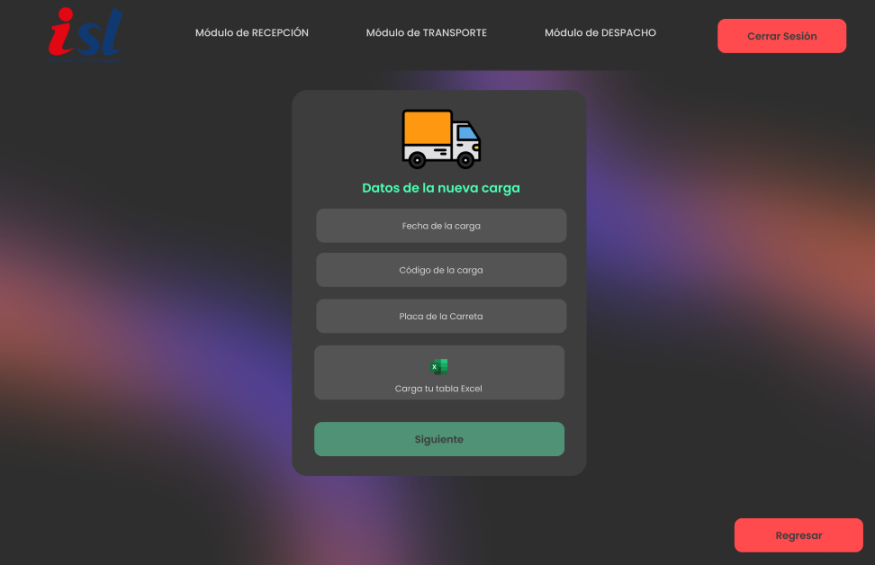 isl
Módulo de RECEPCIÓN
Módulo de TRANSPORTE
Módulo de DESPACHO
Cerrar Sesión
Datos de la nueva carga
Fecha de la carga
Código de la carga
Placa de la Carreta
X
Carga tu tabla Excel
Siguiente
Regresar